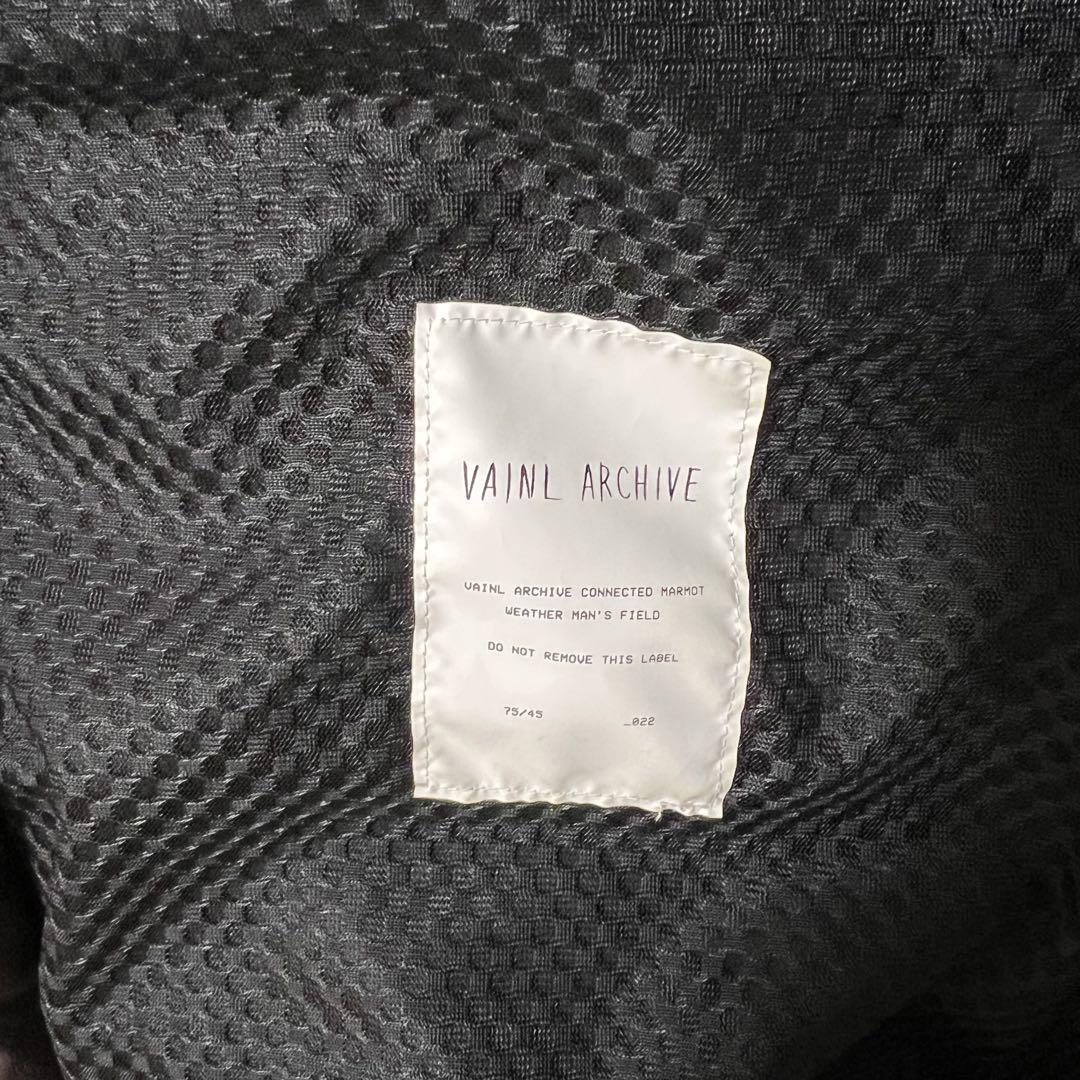 VAINL ARCHIVE
VAINL ARCHIVE CONNECTED MARMOT
WEATHER MAN'S FIELD
DO NOT REMOVE THIS LABEL
75/45 _022